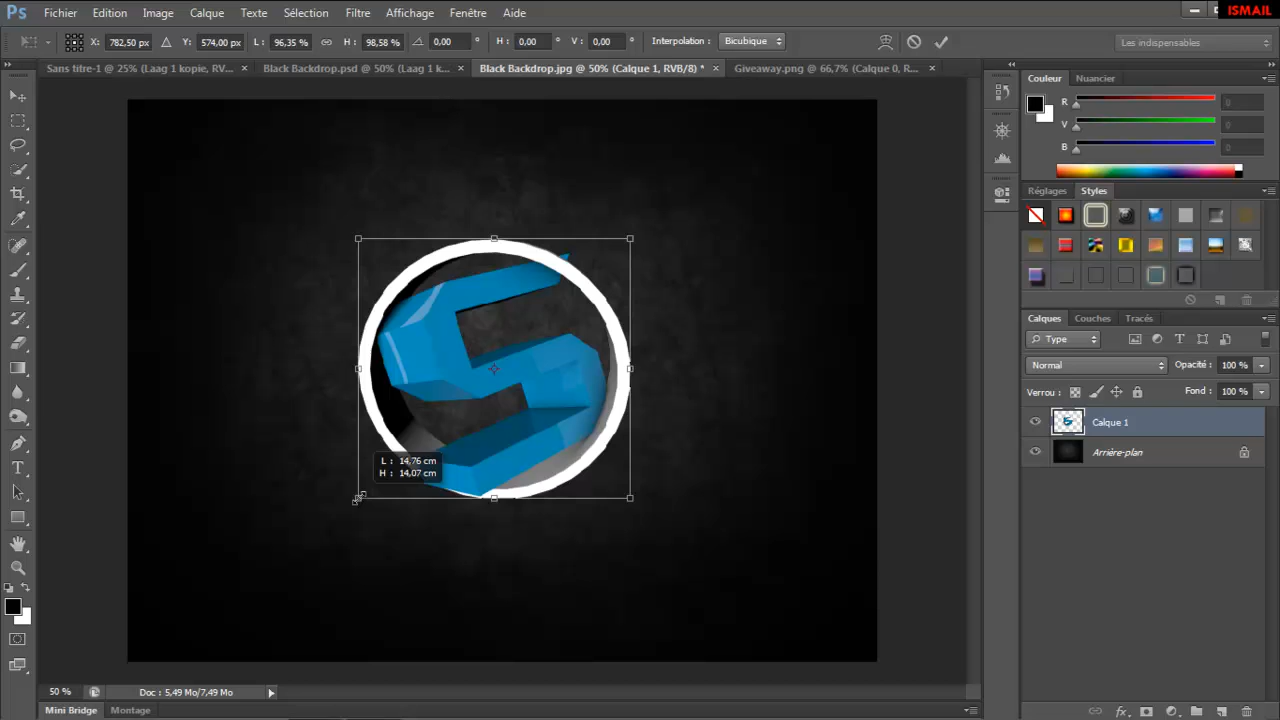 Ps Fichier Edition Image Calque Texte Sélection Filtre Affichage Fenêtre Aide ISMAIL
X: 782,50 px Y: 574,00 px L: 96,35 % H: 98,58 % 0,00 ° H: 0,00 V: 0,00 ° Interpolation : Bicubique Les indispensables
Sans titre-1 @ 25% (Laag 1 kopie, RV... × Black Backdrop.psd @ 50% (Laag 1 k... × Black Backdrop.jpg @ 50% (Calque 1, RVB/8) * × Giveaway.png @ 66,7% (Calque 0, R... ×
Couleur Nuancier
R 0
V 0
B 0
Réglages Styles
Calques Couches Tracés
Type
Normal Opacité : 100 %
Verrou : Fond : 100 %
Calque 1
Arrière-plan
L : 14,76 cm
H : 14,07 cm
T
50 % Doc : 5,49 Mo/7,49 Mo
Mini Bridge Montage
fx